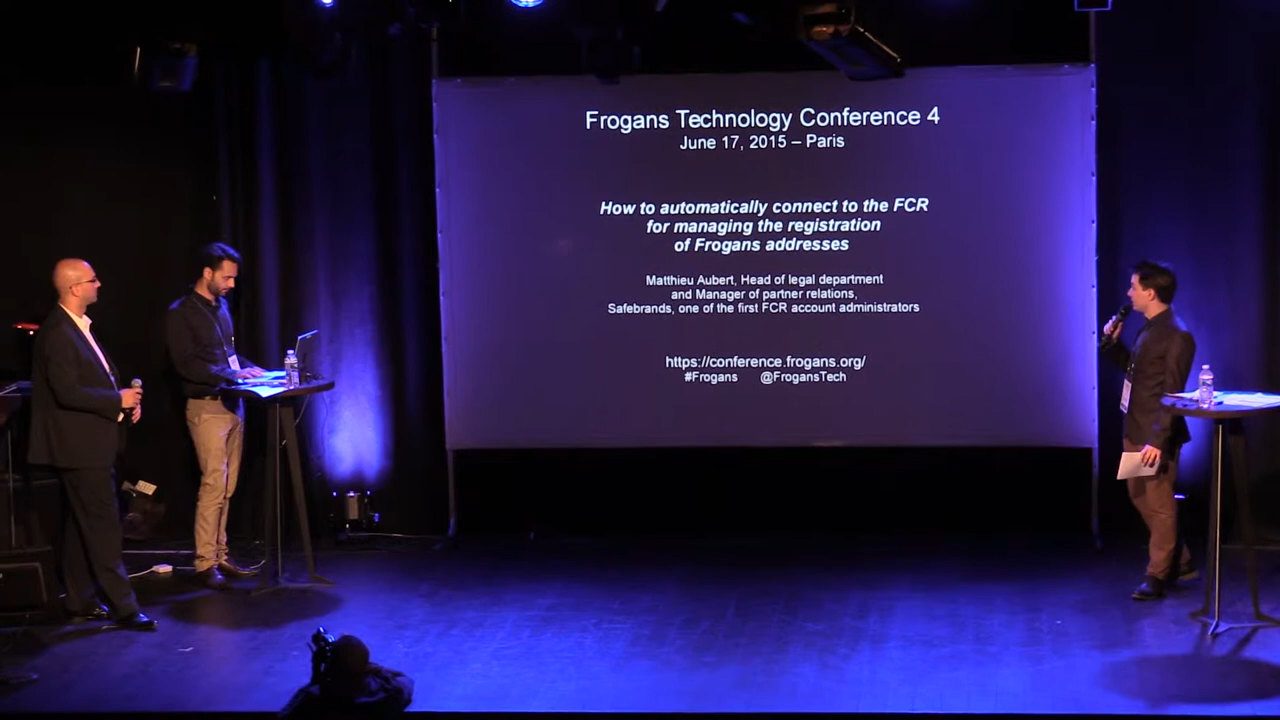 Frogans Technology Conference 4
June 17, 2015 – Paris
How to automatically connect to the FCR
for managing the registration
of Frogans addresses
Matthieu Aubert, Head of legal department
and Manager of partner relations,
Safebrands, one of the first FCR account administrators
https://conference.frogans.org/
#Frogans @FrogansTech